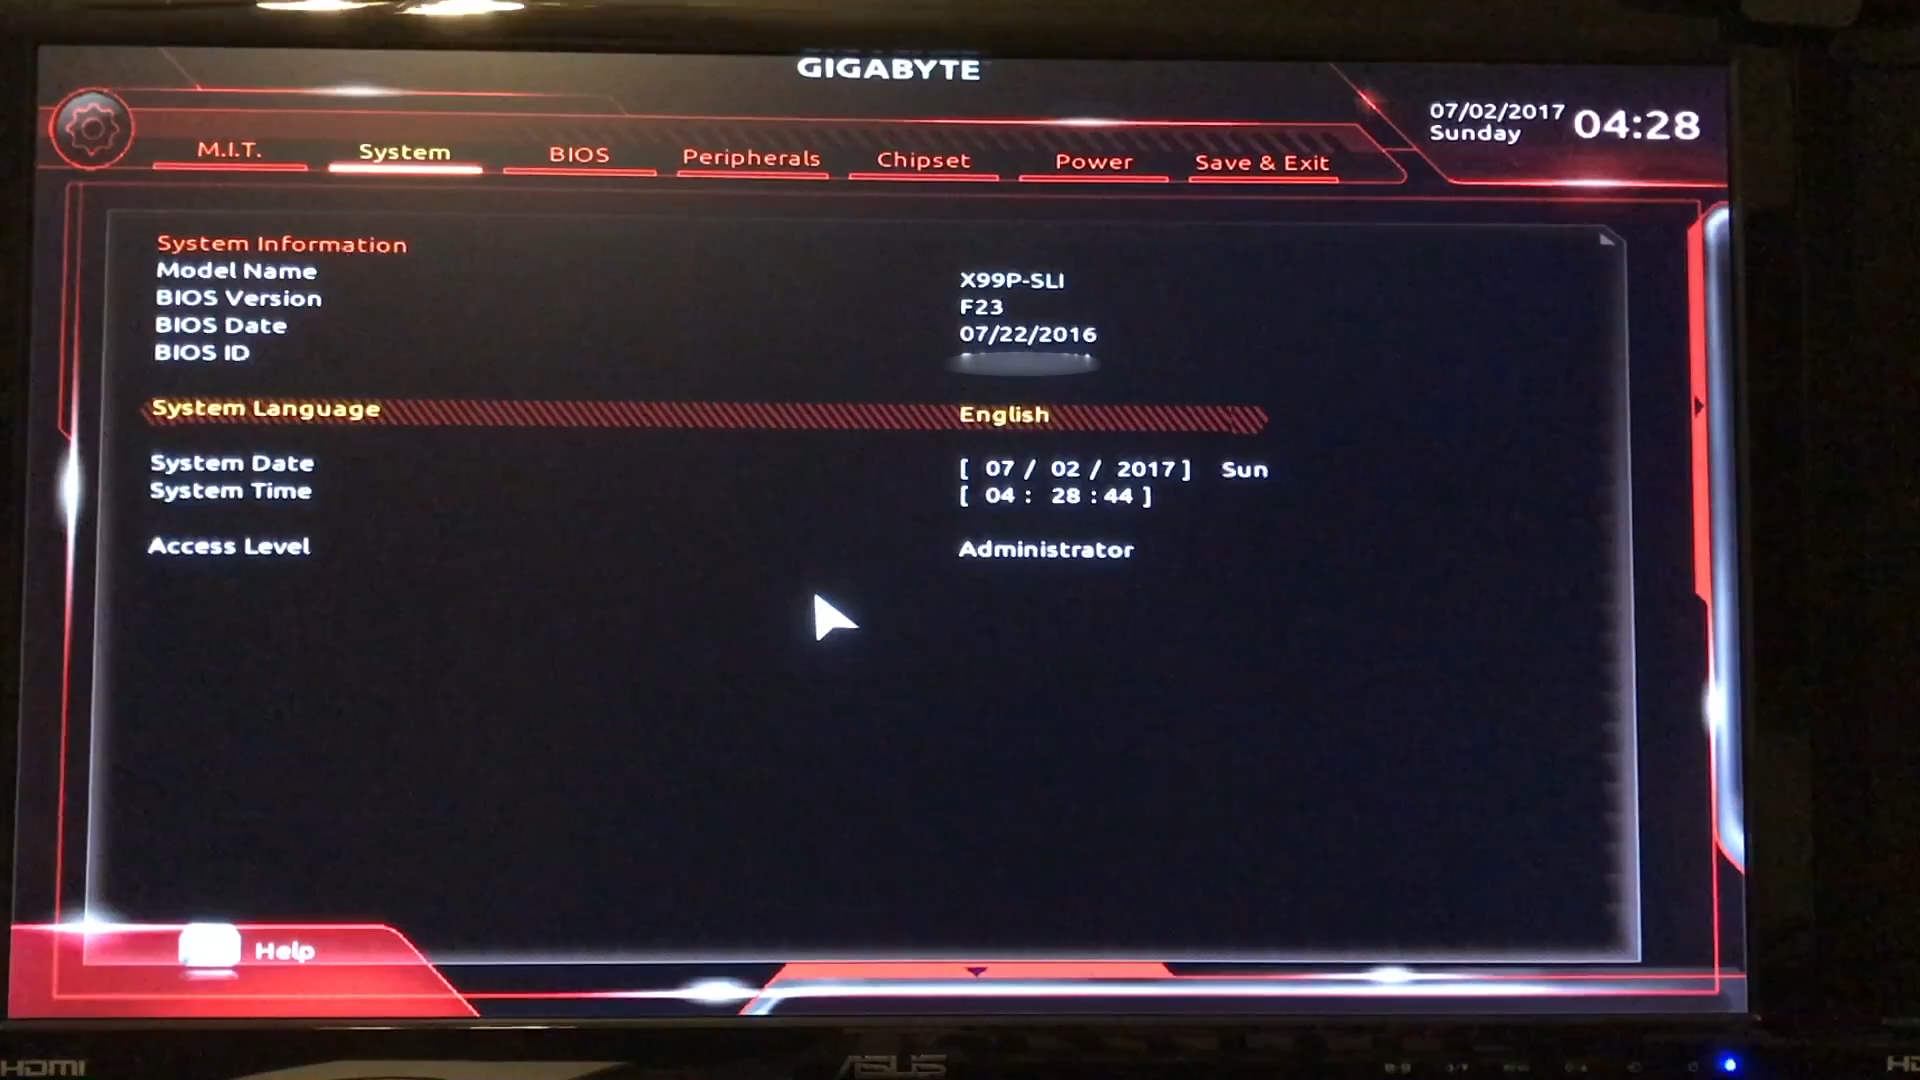 GIGABYTE
07/02/2017
Sunday
04:28
M.I.T.
System
BIOS
Peripherals
Chipset
Power
Save & Exit
System Information
Model Name X99P-SLI
BIOS Version F23
BIOS Date 07/22/2016
BIOS ID
System Language English
System Date [ 07 / 02 / 2017 ] Sun
System Time [ 04 : 28 : 44 ]
Access Level Administrator
Help
HDMI
ASUS